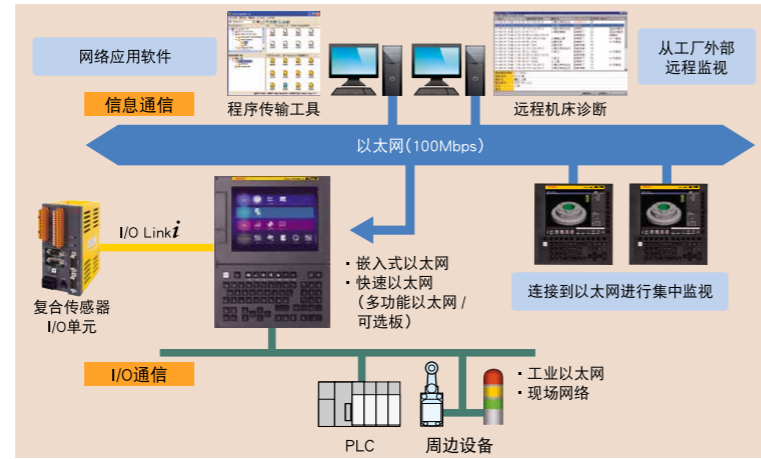 网络应用软件
程序传输工具
远程机床诊断
从工厂外部
远程监视
信息通信
以太网(100Mbps)
I/O Link i
复合传感器
I/O单元
▪ 嵌入式以太网
▪ 快速以太网
(多功能以太网 /
可选板)
连接到以太网进行集中监视
I/O通信
PLC
周边设备
▪ 工业以太网
▪ 现场网络